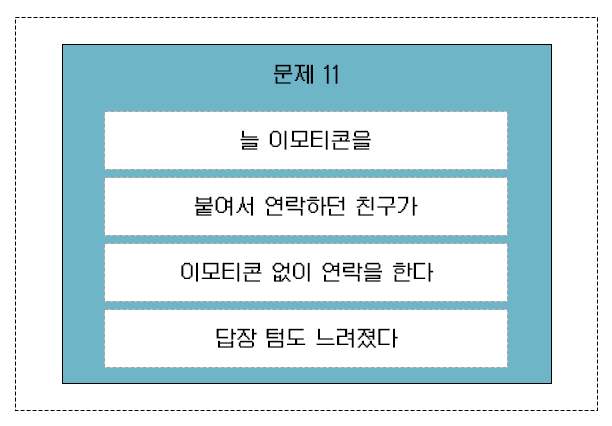 문제 11
늘 이모티콘을
붙여서 연락하던 친구가
이모티콘 없이 연락을 한다
답장 텀도 느려졌다